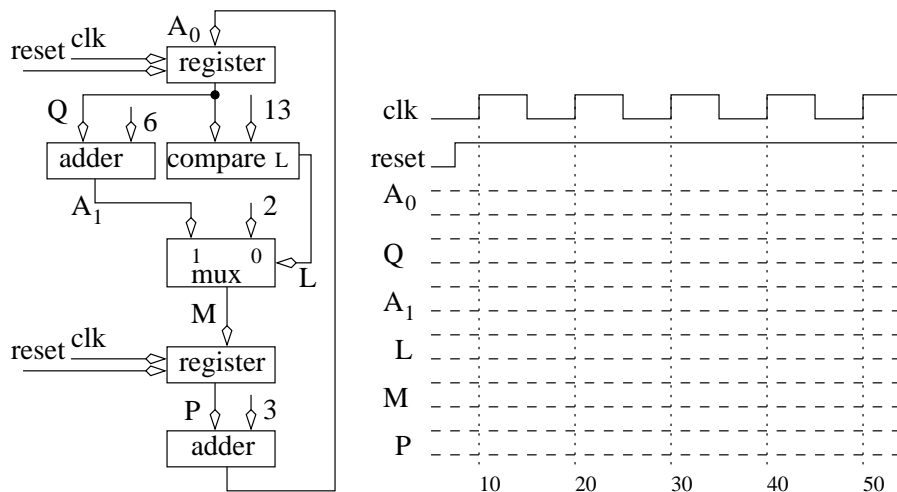 A0
reset clk
register
Q
6
13
adder
compare L
A1
2
1 0
mux
L
M
reset clk
register
P
3
adder
clk
reset
A0
Q
A1
L
M
P
10 20 30 40 50